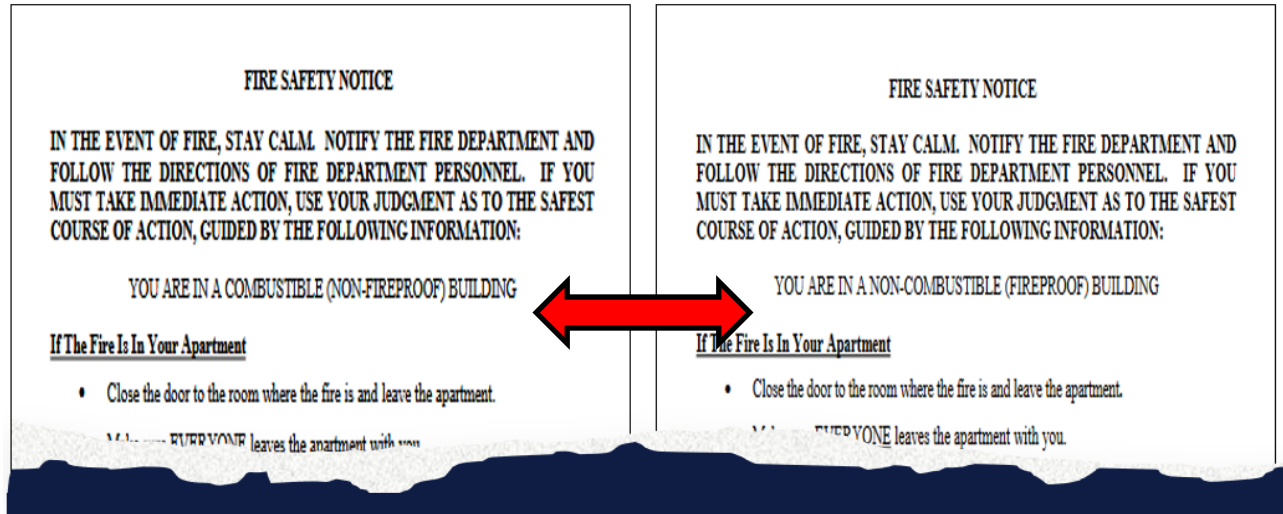 FIRE SAFETY NOTICE
IN THE EVENT OF FIRE, STAY CALM. NOTIFY THE FIRE DEPARTMENT AND
FOLLOW THE DIRECTIONS OF FIRE DEPARTMENT PERSONNEL. IF YOU
MUST TAKE IMMEDIATE ACTION, USE YOUR JUDGMENT AS TO THE SAFEST
COURSE OF ACTION, GUIDED BY THE FOLLOWING INFORMATION:
YOU ARE IN A COMBUSTIBLE (NON-FIREPROOF) BUILDING
If The Fire Is In Your Apartment
• Close the door to the room where the fire is and leave the apartment.
EVERYONE leaves the apartment with you
FIRE SAFETY NOTICE
IN THE EVENT OF FIRE, STAY CALM. NOTIFY THE FIRE DEPARTMENT AND
FOLLOW THE DIRECTIONS OF FIRE DEPARTMENT PERSONNEL. IF YOU
MUST TAKE IMMEDIATE ACTION, USE YOUR JUDGMENT AS TO THE SAFEST
COURSE OF ACTION, GUIDED BY THE FOLLOWING INFORMATION:
YOU ARE IN A NON-COMBUSTIBLE (FIREPROOF) BUILDING
If The Fire Is In Your Apartment
• Close the door to the room where the fire is and leave the apartment.
EVERYONE leaves the apartment with you.